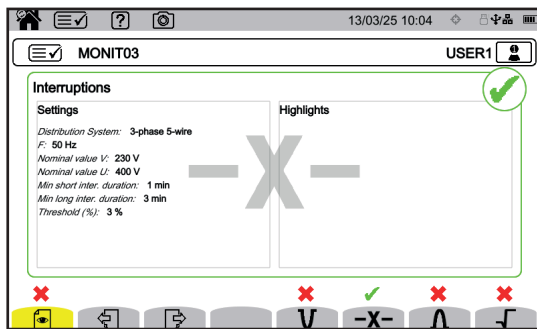 ?
13/03/25 10:04
MONIT03
USER1
Interruptions
Settings
Distribution System: 3-phase 5-wire
F: 50 Hz
Nominal value V: 230 V
Nominal value U: 400 V
Min short inter. duration: 1 min
Min long inter. duration: 3 min
Threshold (%): 3 %
Highlights
-X-
-X-